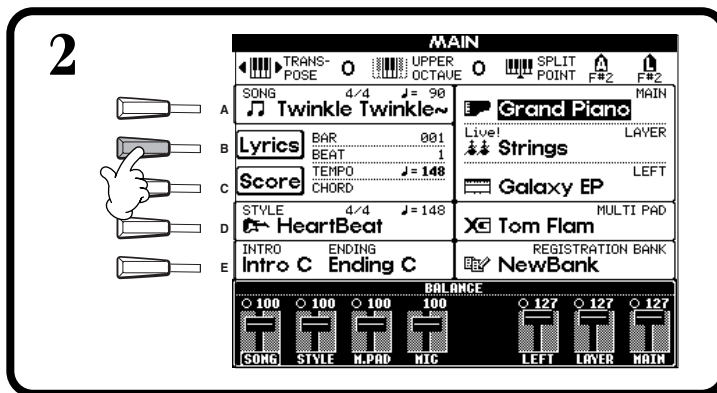 2
MAIN
TRANS-
POSE 0 UPPER
OCTAVE 0 SPLIT
POINT A
F#2 L
F#2
A
SONG 4/4 ♩= 90
Twinkle Twinkle~
MAIN
Grand Piano
B
Lyrics BAR 001
BEAT 1
Live! LAYER
Strings
C
Score TEMPO ♩=148
CHORD
LEFT
Galaxy EP
D
STYLE 4/4 ♩=148
HeartBeat
MULTI PAD
XG Tom Flam
E
INTRO ENDING
Intro C Ending C
REGISTRATION BANK
NewBank
BALANCE
100 100 100 100 127 127 127
SONG STYLE M.PAD MIC LEFT LAYER MAIN